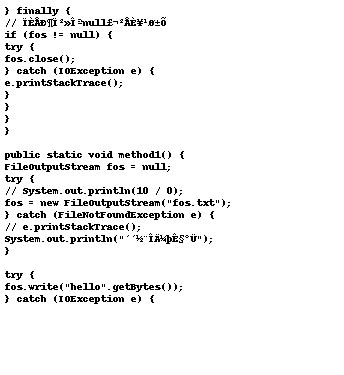 } finally {
// ÏÈÅÐ¶Ï²»Î²ªnull£¬²ÅÈ¥¹Ø±Õ
if (fos != null) {
try {
fos.close();
} catch (IOException e) {
e.printStackTrace();
}
}
}
}
public static void method1() {
FileOutputStream fos = null;
try {
// System.out.println(10 / 0);
fos = new FileOutputStream("fos.txt");
} catch (FileNotFoundException e) {
// e.printStackTrace();
System.out.println("´´½¨ÎÄ¼þÊ§°Ü");
}
try {
fos.write("hello".getBytes());
} catch (IOException e) {